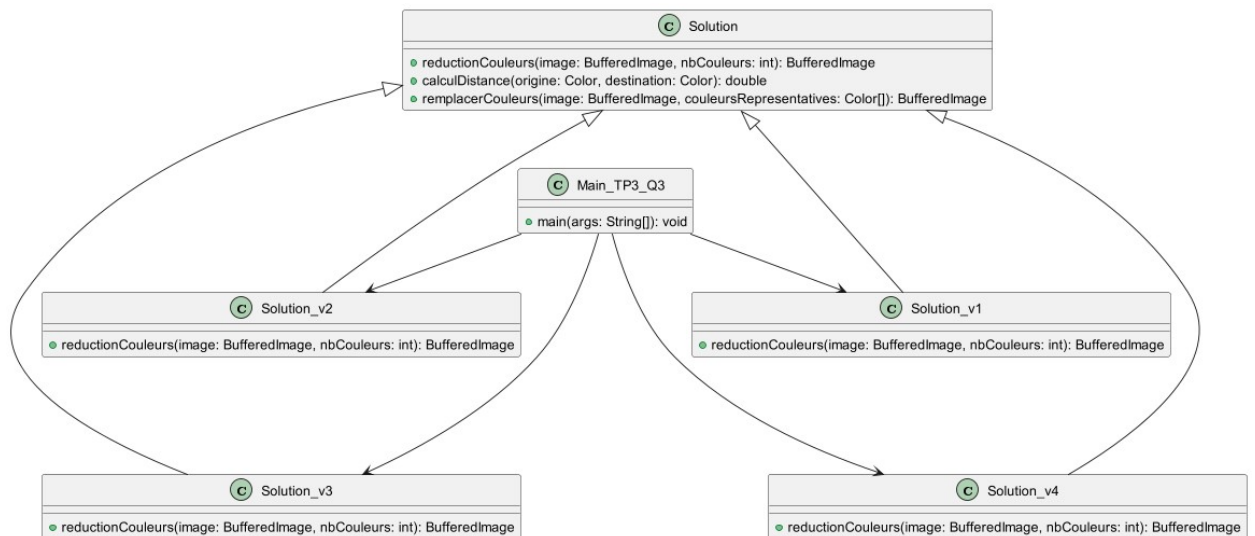 C Solution
reductionCouleurs(image: BufferedImage, nbCouleurs: int): BufferedImage
calculDistance(origine: Color, destination: Color): double
remplacerCouleurs(image: BufferedImage, couleursRepresentatives: Color[]): BufferedImage
C Main_TP3_Q3
main(args: String[]): void
C Solution_v2
reductionCouleurs(image: BufferedImage, nbCouleurs: int): BufferedImage
C Solution_v1
reductionCouleurs(image: BufferedImage, nbCouleurs: int): BufferedImage
C Solution_v3
reductionCouleurs(image: BufferedImage, nbCouleurs: int): BufferedImage
C Solution_v4
reductionCouleurs(image: BufferedImage, nbCouleurs: int): BufferedImage